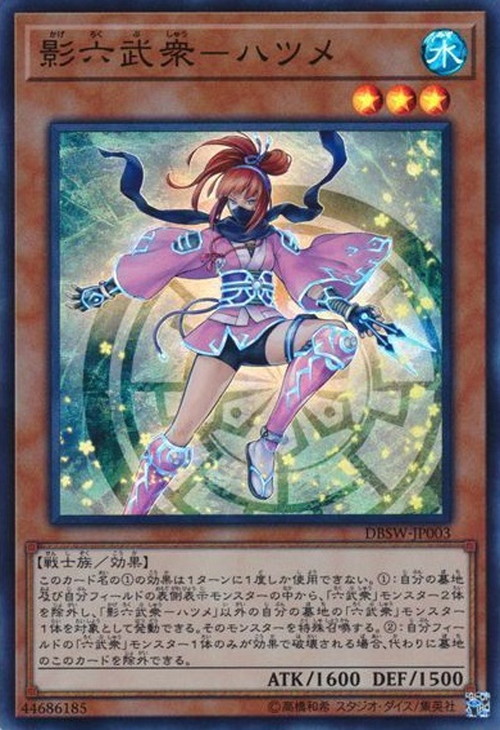 影六武衆－ハツメ
水
DBSW-JP003
【戦士族／効果】
このカード名の①の効果は1ターンに1度しか使用できない。①：自分の墓地
及び自分フィールドの表側表示モンスターの中から、「六武衆」モンスター2体
を除外し、「影六武衆－ハツメ」以外の自分の墓地の「六武衆」モンスター
1体を対象として発動できる。そのモンスターを特殊召喚する。②：自分フィー
ルドの「六武衆」モンスター1体のみが効果で破壊される場合、代わりに墓地
のこのカードを除外できる。
ATK/1600 DEF/1500
44686185 ©高橋和希 スタジオ・ダイス/集英社